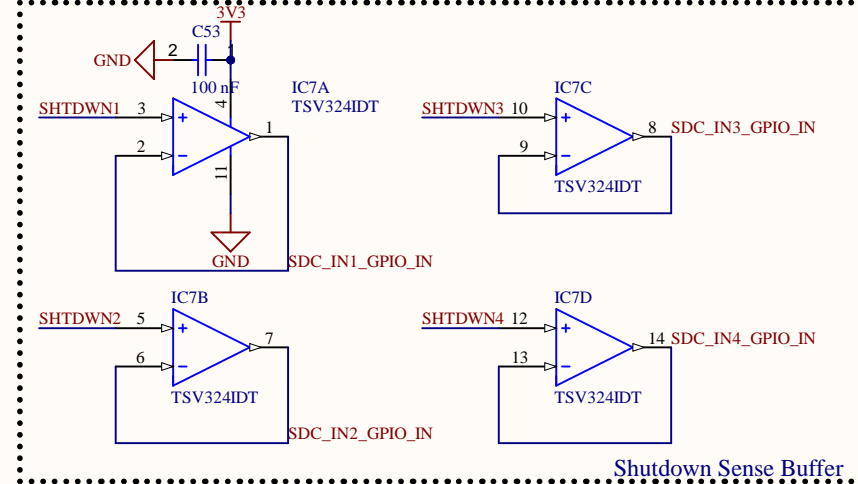 3V3
C53
GND 2 1
100 nF
IC7A
TSV324IDT
SHTDWN1 3
4
1
2
11
GND
SDC_IN1_GPIO_IN
IC7C
SHTDWN3 10
8 SDC_IN3_GPIO_IN
9
TSV324IDT
IC7B
SHTDWN2 5
7
6
TSV324IDT
SDC_IN2_GPIO_IN
IC7D
SHTDWN4 12
14 SDC_IN4_GPIO_IN
13
TSV324IDT
Shutdown Sense Buffer